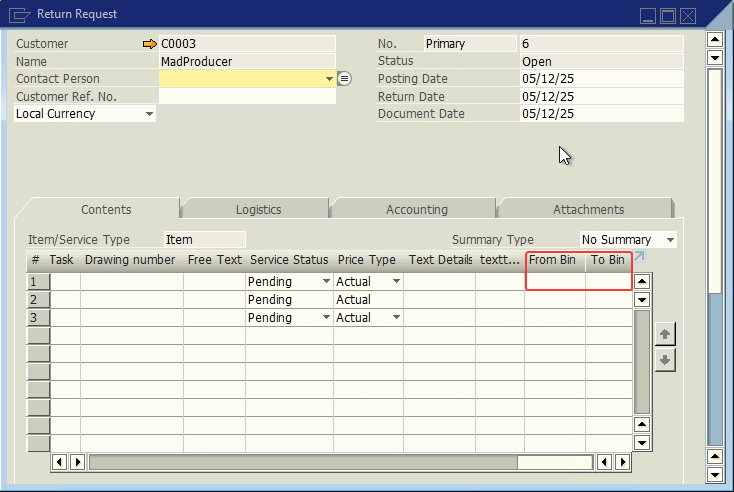 Return Request
Customer C0003 No. Primary 6
Name MadProducer Status Open
Contact Person Posting Date 05/12/25
Customer Ref. No. Return Date 05/12/25
Local Currency Document Date 05/12/25
Contents Logistics Accounting Attachments
Item/Service Type Item Summary Type No Summary
# Task Drawing number Free Text Service Status Price Type Text Details textt... From Bin To Bin
1 Pending Actual
2 Pending Actual
3 Pending Actual